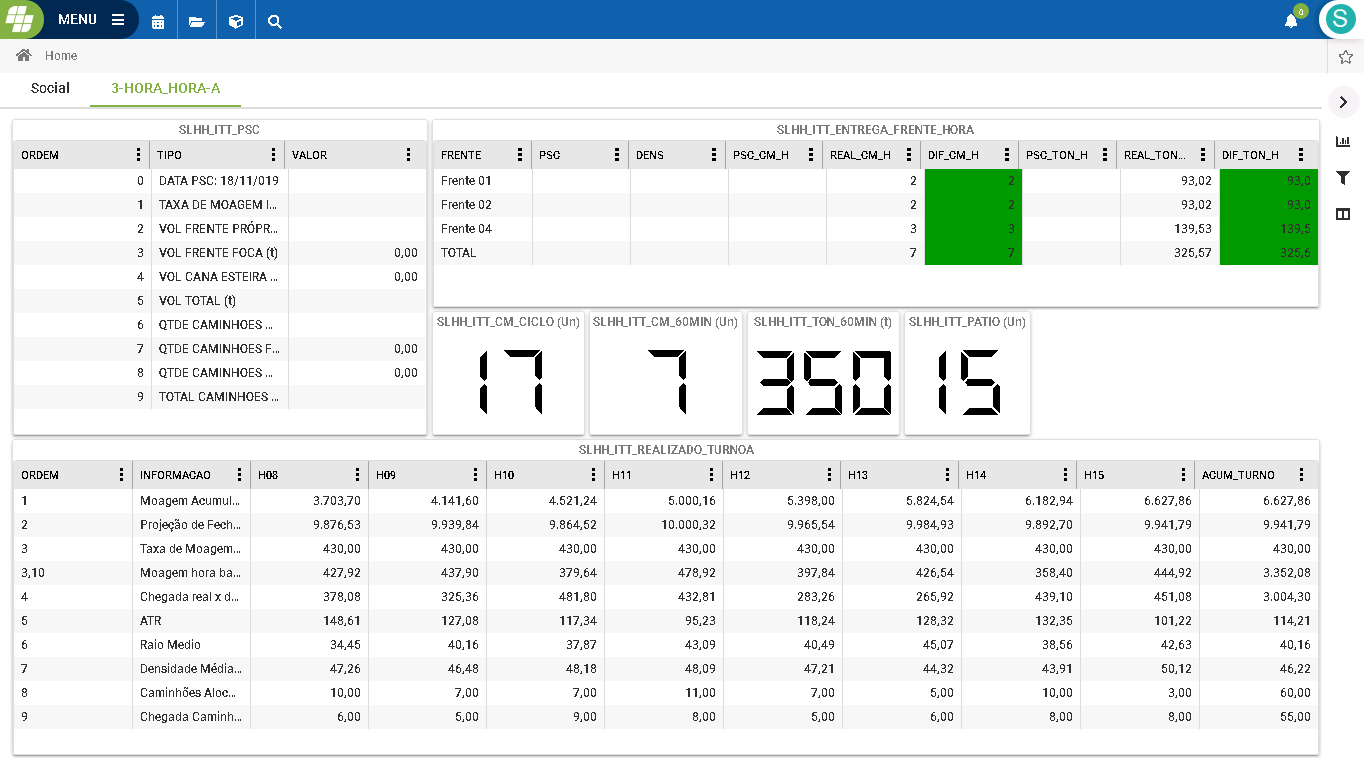 MENU
0
S
Home
Social 3-HORA_HORA-A
SLHH_ITT_PSC
ORDEM TIPO VALOR
0 DATA PSC: 18/11/019
1 TAXA DE MOAGEM I...
2 VOL FRENTE PRÓPR...
3 VOL FRENTE FOCA (t) 0,00
4 VOL CANA ESTEIRA ... 0,00
5 VOL TOTAL (t)
6 QTDE CAMINHOES ...
7 QTDE CAMINHOES F... 0,00
8 QTDE CAMINHOES ... 0,00
9 TOTAL CAMINHOES ...
SLHH_ITT_ENTREGA_FRENTE_HORA
FRENTE PSC DENS PSC_CM_H REAL_CM_H DIF_CM_H PSC_TON_H REAL_TON... DIF_TON_H
Frente 01 2 2 93,02 93,0
Frente 02 2 2 93,02 93,0
Frente 04 3 3 139,53 139,5
TOTAL 7 7 325,57 325,6
SLHH_ITT_CM_CICLO (Un) SLHH_ITT_CM_60MIN (Un) SLHH_ITT_TON_60MIN (t) SLHH_ITT_PATIO (Un)
17 7 350 15
SLHH_ITT_REALIZADO_TURNOA
ORDEM INFORMACAO H08 H09 H10 H11 H12 H13 H14 H15 ACUM_TURNO
1 Moagem Acumul... 3.703,70 4.141,60 4.521,24 5.000,16 5.398,00 5.824,54 6.182,94 6.627,86 6.627,86
2 Projeção de Fech... 9.876,53 9.939,84 9.864,52 10.000,32 9.965,54 9.984,93 9.892,70 9.941,79 9.941,79
3 Taxa de Moagem... 430,00 430,00 430,00 430,00 430,00 430,00 430,00 430,00 430,00
3,10 Moagem hora ba... 427,92 437,90 379,64 478,92 397,84 426,54 358,40 444,92 3.352,08
4 Chegada real x d... 378,08 325,36 481,80 432,81 283,26 265,92 439,10 451,08 3.004,30
5 ATR 148,61 127,08 117,34 95,23 118,24 128,32 132,35 101,22 114,21
6 Raio Medio 34,45 40,16 37,87 43,09 40,49 45,07 38,56 42,63 40,16
7 Densidade Média... 47,26 46,48 48,18 48,09 47,21 44,32 43,91 50,12 46,22
8 Caminhões Aloc... 10,00 7,00 7,00 11,00 7,00 5,00 10,00 3,00 60,00
9 Chegada Caminh... 6,00 5,00 9,00 8,00 5,00 6,00 8,00 8,00 55,00